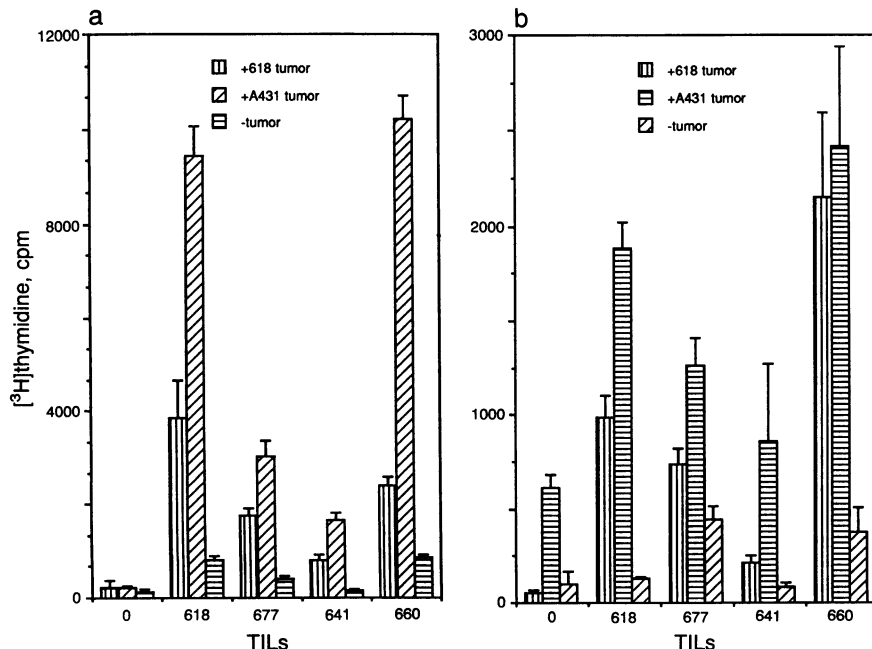 a
12000
8000
4000
0
[³H]thymidine, cpm
+618 tumor
+A431 tumor
-tumor
0 618 677 641 660
TILs
b
3000
2000
1000
0
+618 tumor
+A431 tumor
-tumor
0 618 677 641 660
TILs